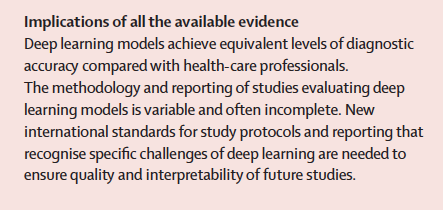 Implications of all the available evidence
Deep learning models achieve equivalent levels of diagnostic
accuracy compared with health-care professionals.
The methodology and reporting of studies evaluating deep
learning models is variable and often incomplete. New
international standards for study protocols and reporting that
recognise specific challenges of deep learning are needed to
ensure quality and interpretability of future studies.